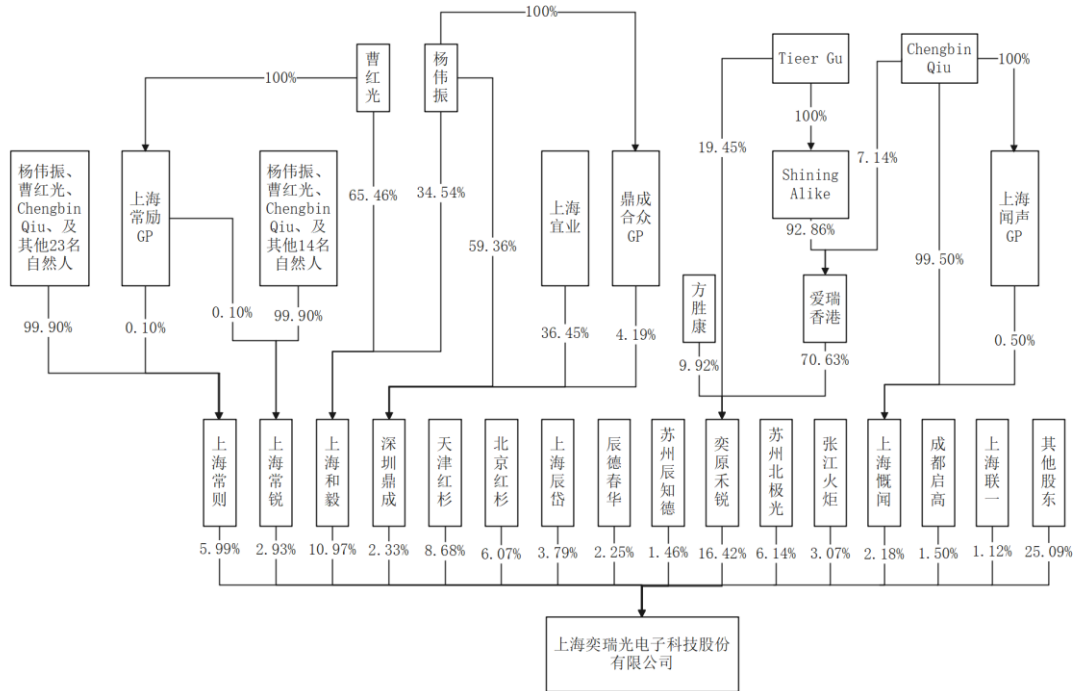 100%
100%
曹红光
杨伟振
Tieer Gu
Chengbin
Qiu
100%
100%
19.45%
7.14%
杨伟振、
曹红光、
Chengbin
Qiu、及
其他23名
自然人
上海
常励
GP
杨伟振、
曹红光、
Chengbin
Qiu、及
其他14名
自然人
65.46%
34.54%
59.36%
上海
宜业
鼎成
合众
GP
Shining
Alike
92.86%
99.50%
上海
闻声
GP
99.90%
0.10%
0.10%
99.90%
36.45%
4.19%
方胜康
9.92%
爱瑞
香港
70.63%
0.50%
上海常则
上海常锐
上海和毅
深圳鼎成
天津红杉
北京红杉
上海辰岱
辰德春华
苏州辰知德
奕原禾锐
苏州北极光
张江火炬
上海慨闻
成都启高
上海联一
其他股东
5.99%
2.93%
10.97%
2.33%
8.68%
6.07%
3.79%
2.25%
1.46%
16.42%
6.14%
3.07%
2.18%
1.50%
1.12%
25.09%
上海奕瑞光电子科技股份
有限公司